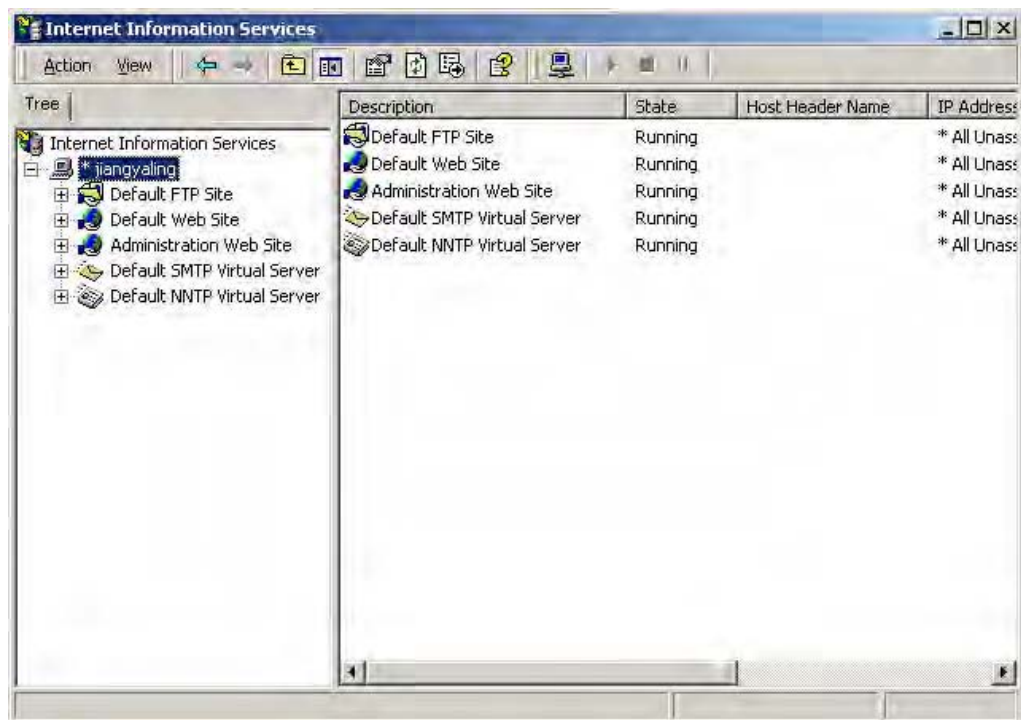 Internet Information Services
Action View
Tree
Internet Information Services
* jiangyaling
Default FTP Site
Default Web Site
Administration Web Site
Default SMTP Virtual Server
Default NNTP Virtual Server
Description State Host Header Name IP Address
Default FTP Site Running * All Unass
Default Web Site Running * All Unass
Administration Web Site Running * All Unass
Default SMTP Virtual Server Running * All Unass
Default NNTP Virtual Server Running * All Unass